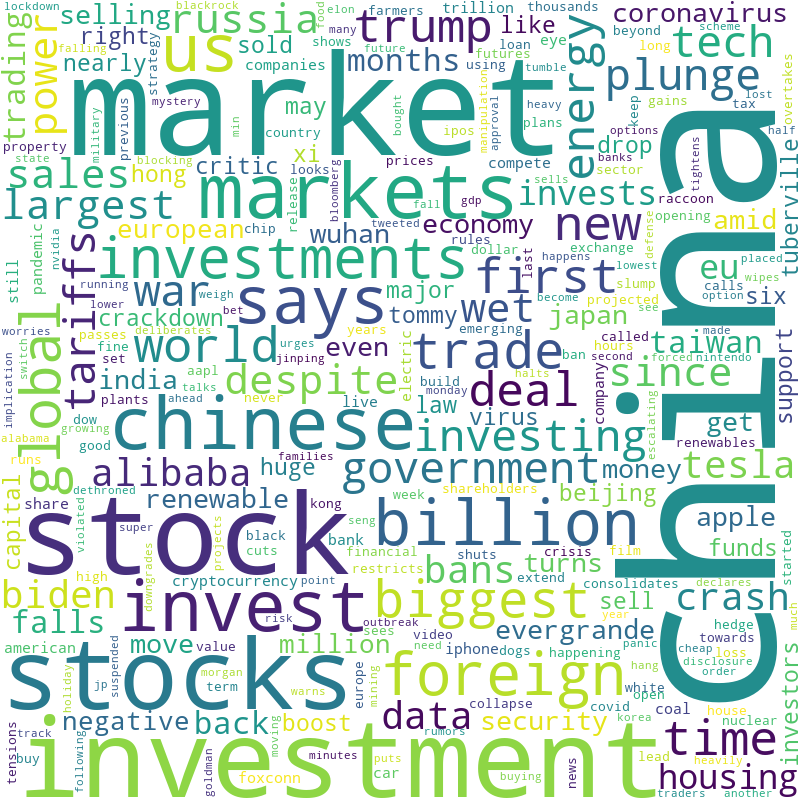 lockdown
blackrock
food
elon
trillion
farmers
thousands
coronavirus
selling
russia
trump
like
beyond
scheme
falling
many
future
trading
right
us
nearly
sold
shows
futures
loan
eye
long
tech
power
strategy
companies
months
using
energy
plunge
overtakes
market
mystery
min
bought
ipos
manipulation
approval
heavy
tumble
plans
keep
gains
tax
lost
property
military
previous
country
may
options
half
state
blocking
critic
xi
looks
prices
compete
banks
drop
tightens
sales
hong
release
bloomberg
markets
fall
gdp
sells
sector
invests
raccoon
opening
tuberville
largest
european
chip
wuhan
tweeted
economy
rules
last
new
amid
defense
placed
still
pandemic
nvidia
tariffs
investments
dollar
exchange
happens
lowest
eu
wipes
calls
running
lower
weigh
bet
says
major
first
become
slump
projected
option
see
six
global
war
crackdown
tommy
wet
emerging
japan
called
hours
made
china
worries
switch
passes
deliberates
urges
years
even
electric
trade
ban
second
forced
nintendo
taiwan
support
implication
fine
set
world
jinping
aapl
talks
halts
escalating
since
india
despite
build
monday
company
plants
ahead
never
deal
get
dow
growing
good
chinese
live
law
virus
investing
renewables
alabama
families
runs
alibaba
huge
government
money
tesla
capital
dethroned
share
violated
renewable
kong
week
shareholders
beijing
stock
super
projects
black
seng
billion
film
apple
started
cuts
bank
financial
shuts
crisis
funds
downgrades
cryptocurrency
point
restricts
bans
turns
extend
consolidates
declares
biden
high
invest
biggest
sell
crash
much
risk
year
hedge
falls
outbreak
evergrande
panic
towards
american
move
value
million
sees
video
iphone
dogs
happening
cheap
loss
disclosure
investors
stocks
holiday
jp
suspended
morgan
term
warns
europe
mining
need
foreign
collapse
hang
white
order
open
coal
negative
back
boost
data
security
covid
korea
house
nuclear
rumors
tensions
track
buy
following
moving
investment
goldman
foxconn
minutes
puts
car
buying
news
lead
heavily
time
housing
traders
another